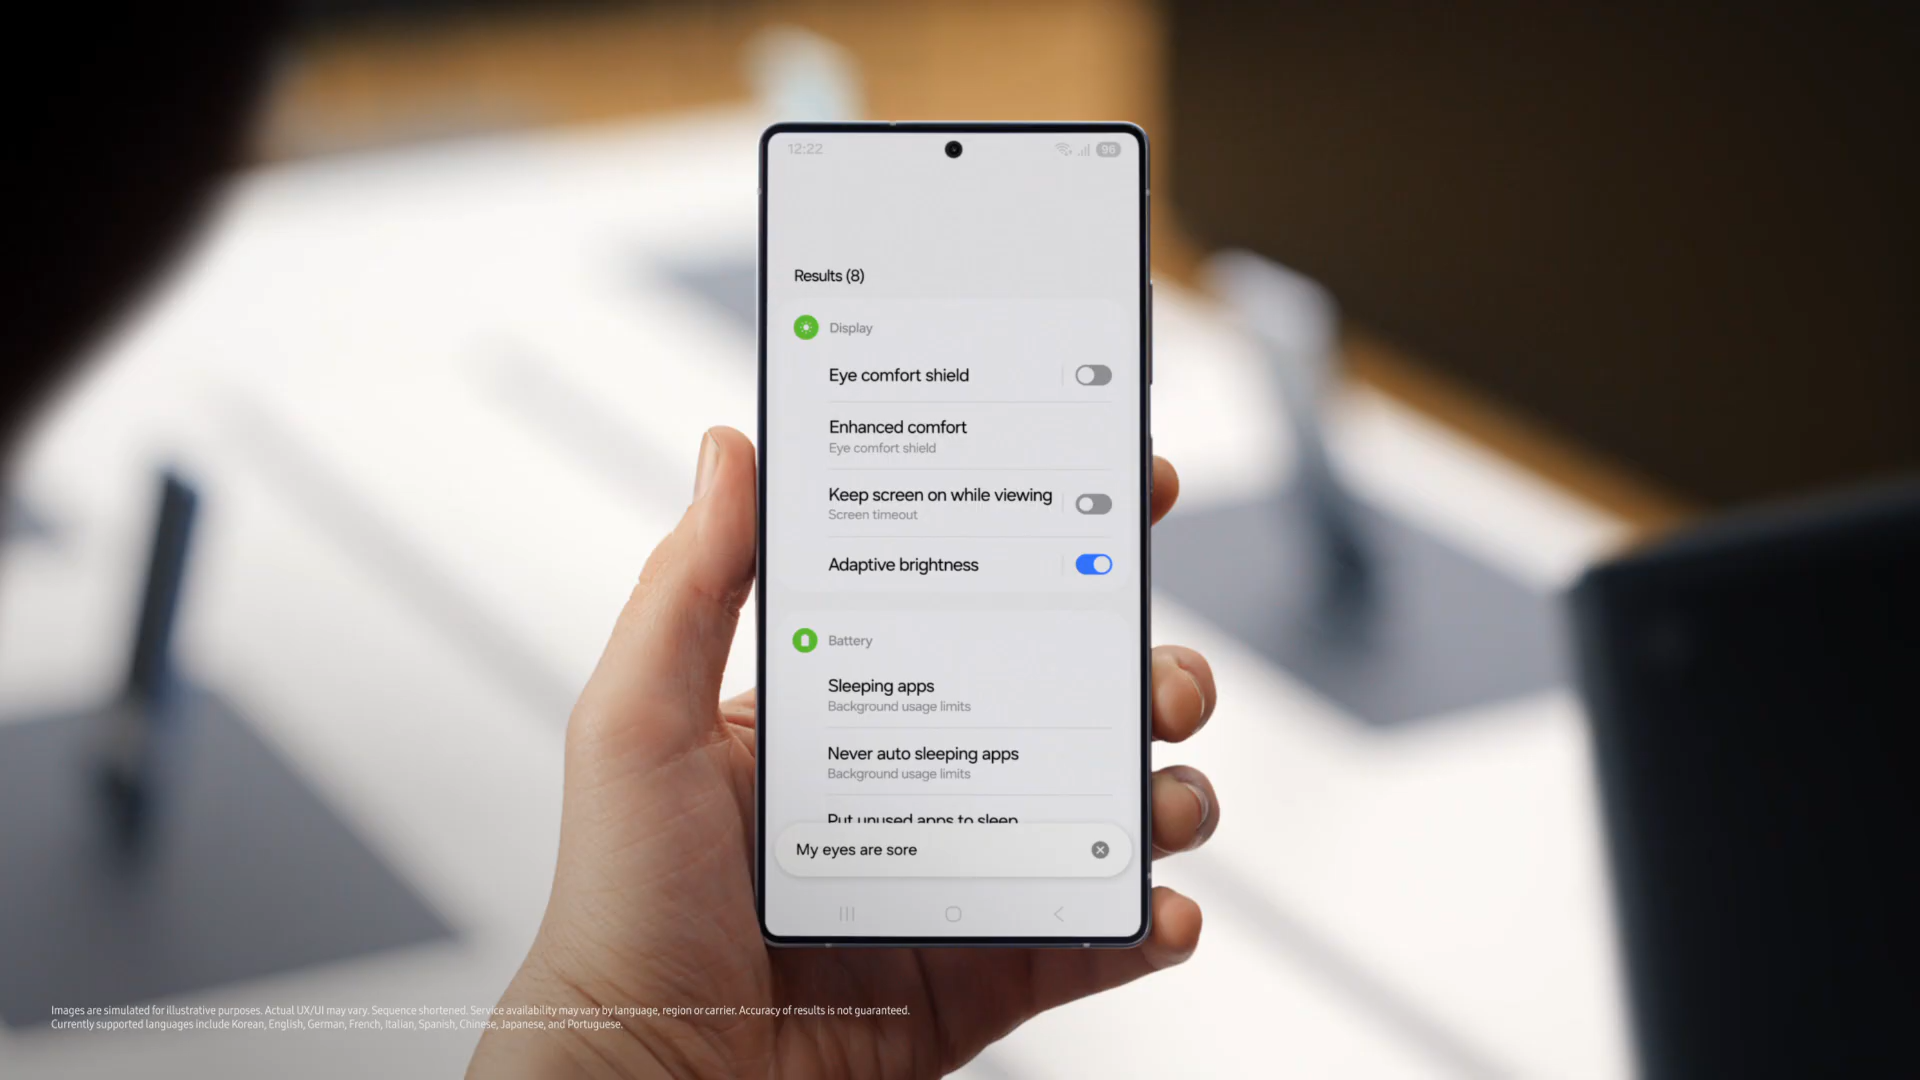 12:22
96
Results (8)
Display
Eye comfort shield
Enhanced comfort
Eye comfort shield
Keep screen on while viewing
Screen timeout
Adaptive brightness
Battery
Sleeping apps
Background usage limits
Never auto sleeping apps
Background usage limits
Put unused apps to sleep
My eyes are sore
Images are simulated for illustrative purposes. Actual UX/UI may vary. Sequence shortened. Service availability may vary by language, region or carrier. Accuracy of results is not guaranteed.
Currently supported languages include Korean, English, German, French, Italian, Spanish, Chinese, Japanese, and Portuguese.